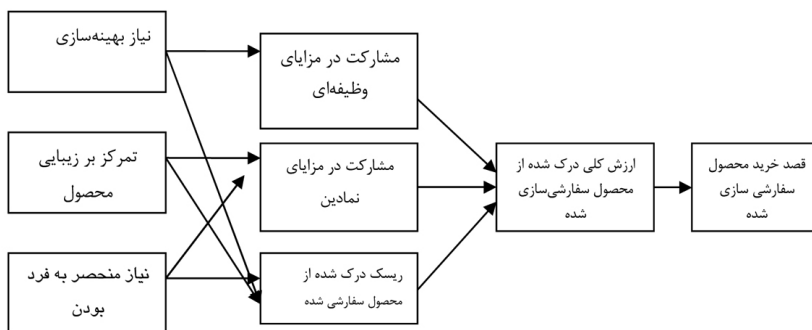 نیاز بهینه‌سازی
تمرکز بر زیبایی
محصول
نیاز منحصر به فرد
بودن
مشارکت در مزایای
وظیفه‌ای
مشارکت در مزایای
نمادین
ریسک درک شده از
محصول سفارشی شده
ارزش کلی درک شده از
محصول سفارشی‌سازی
شده
قصد خرید محصول
سفارشی سازی
شده